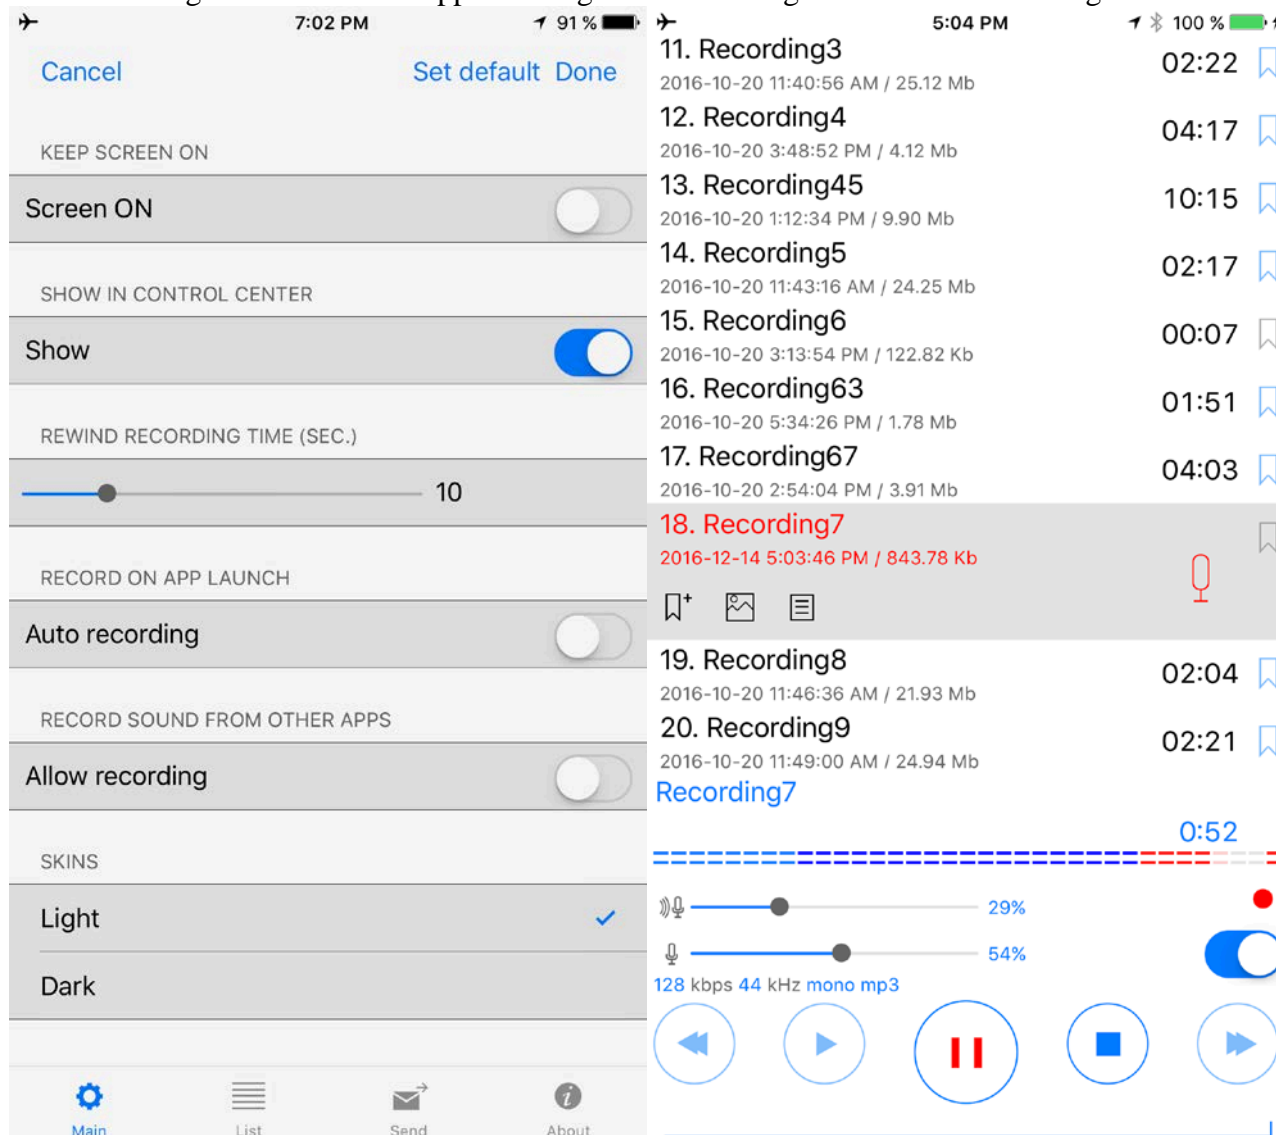 7:02 PM
91 %
Cancel
Set default Done
KEEP SCREEN ON
Screen ON
SHOW IN CONTROL CENTER
Show
REWIND RECORDING TIME (SEC.)
10
RECORD ON APP LAUNCH
Auto recording
RECORD SOUND FROM OTHER APPS
Allow recording
SKINS
Light
Dark
Main
List
Send
About
5:04 PM
100 %
11. Recording3
02:22
2016-10-20 11:40:56 AM / 25.12 Mb
12. Recording4
04:17
2016-10-20 3:48:52 PM / 4.12 Mb
13. Recording45
10:15
2016-10-20 1:12:34 PM / 9.90 Mb
14. Recording5
02:17
2016-10-20 11:43:16 AM / 24.25 Mb
15. Recording6
00:07
2016-10-20 3:13:54 PM / 122.82 Kb
16. Recording63
01:51
2016-10-20 5:34:26 PM / 1.78 Mb
17. Recording67
04:03
2016-10-20 2:54:04 PM / 3.91 Mb
18. Recording7
2016-12-14 5:03:46 PM / 843.78 Kb
19. Recording8
02:04
2016-10-20 11:46:36 AM / 21.93 Mb
20. Recording9
02:21
2016-10-20 11:49:00 AM / 24.94 Mb
Recording7
0:52
29%
54%
128 kbps 44 kHz mono mp3